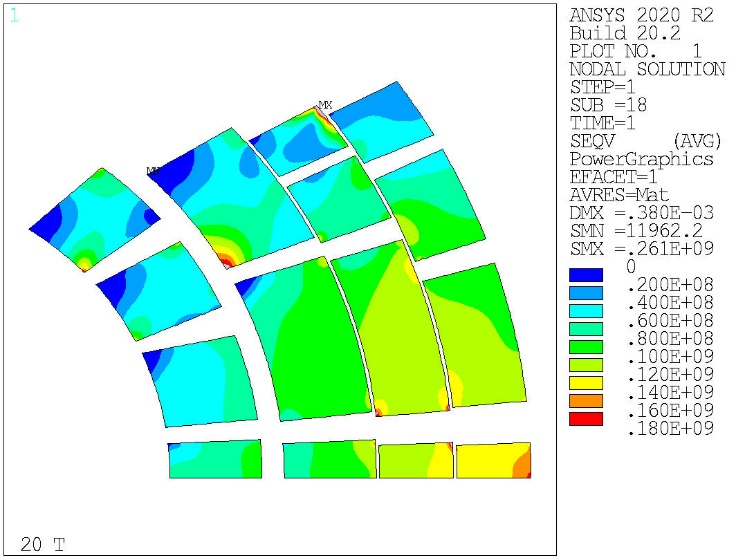 1
ANSYS 2020 R2
Build 20.2
PLOT NO. 1
NODAL SOLUTION
STEP=1
SUB =18
TIME=1
SEQV (AVG)
PowerGraphics
EFACET=1
AVRES=Mat
DMX =.380E-03
SMN =11962.2
SMX =.261E+09
0
.200E+08
.400E+08
.600E+08
.800E+08
.100E+09
.120E+09
.140E+09
.160E+09
.180E+09
MX
20 T